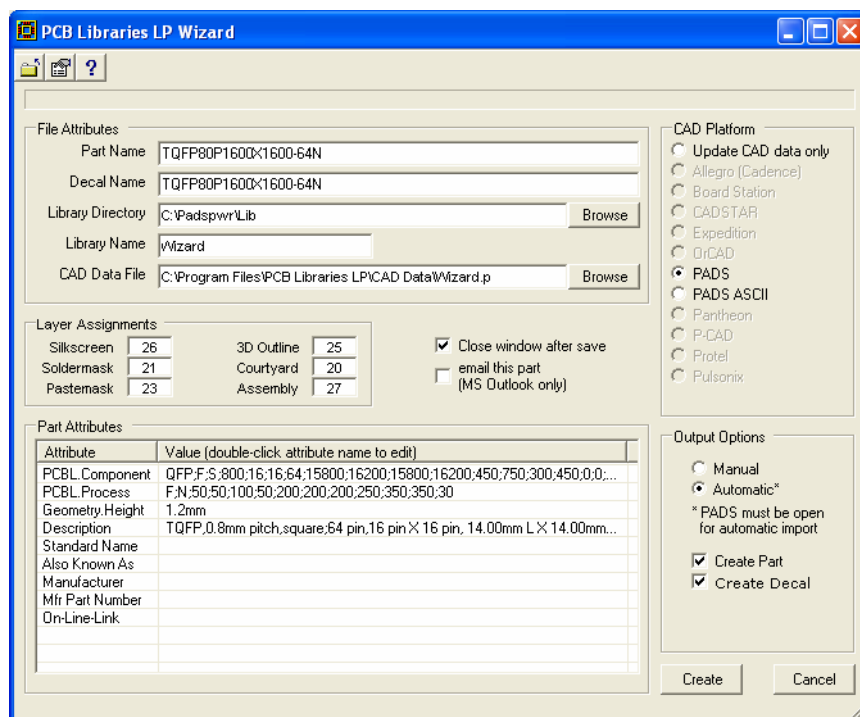 PCB Libraries LP Wizard
?
File Attributes
Part Name TQFP80P1600X1600-64N
Decal Name TQFP80P1600X1600-64N
Library Directory C:\Padspwr\Lib Browse
Library Name Wizard
CAD Data File C:\Program Files\PCB Libraries LP\CAD Data\Wizard.p Browse
CAD Platform
Update CAD data only
Allegro (Cadence)
Board Station
CADSTAR
Expedition
OrCAD
PADS
PADS ASCII
Pantheon
P-CAD
Protel
Pulsonix
Layer Assignments
Silkscreen 26 3D Outline 25
Soldermask 21 Courtyard 20
Pastemask 23 Assembly 27
Close window after save
email this part
(MS Outlook only)
Part Attributes
Attribute Value (double-click attribute name to edit)
PCBL.Component QFP;F;S;800;16;16;64;15800;16200;15800;16200;450;750;300;450;0;0;...
PCBL.Process F;N;50;50;100;50;200;200;200;250;350;350;30
Geometry.Height 1.2mm
Description TQFP,0.8mm pitch,square;64 pin,16 pin X 16 pin, 14.00mm L X 14.00mm...
Standard Name
Also Known As
Manufacturer
Mfr Part Number
On-Line-Link
Output Options
Manual
Automatic*
* PADS must be open
for automatic import
Create Part
Create Decal
Create Cancel